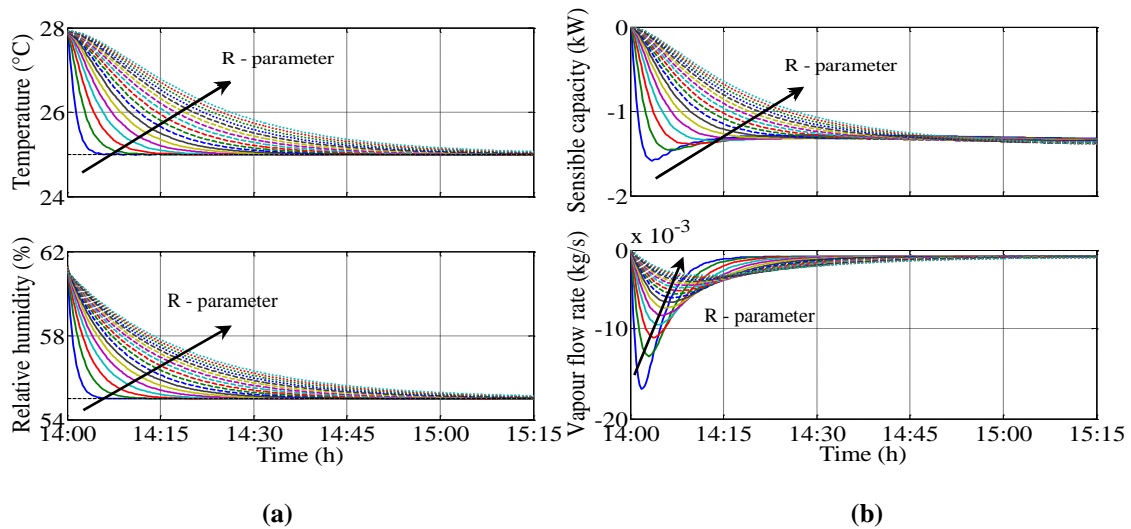 28
26
24
Temperature (°C)
R - parameter
62
58
54
Relative humidity (%)
R - parameter
14:00 14:15 14:30 14:45 15:00 15:15
Time (h)
(a)
0
-1
-2
Sensible capacity (kW)
R - parameter
x 10-3
0
-10
-20
Vapour flow rate (kg/s)
R - parameter
14:00 14:15 14:30 14:45 15:00 15:15
Time (h)
(b)